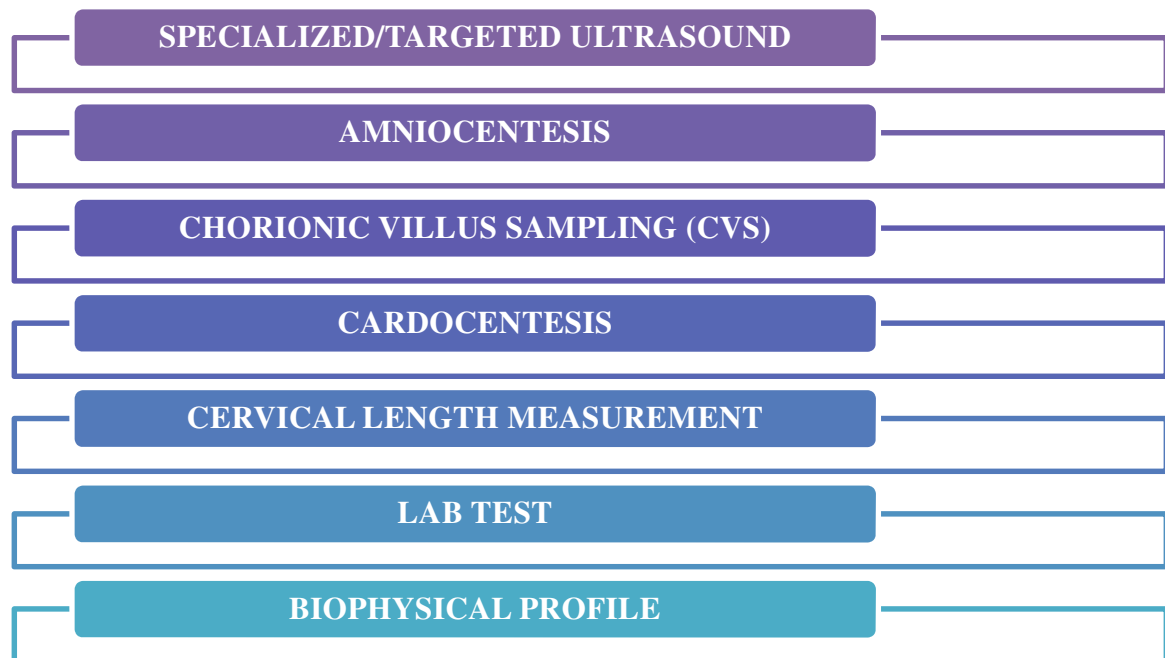 SPECIALIZED/TARGETED ULTRASOUND
AMNIOCENTESIS
CHORIONIC VILLUS SAMPLING (CVS)
CARDOCENTESIS
CERVICAL LENGTH MEASUREMENT
LAB TEST
BIOPHYSICAL PROFILE